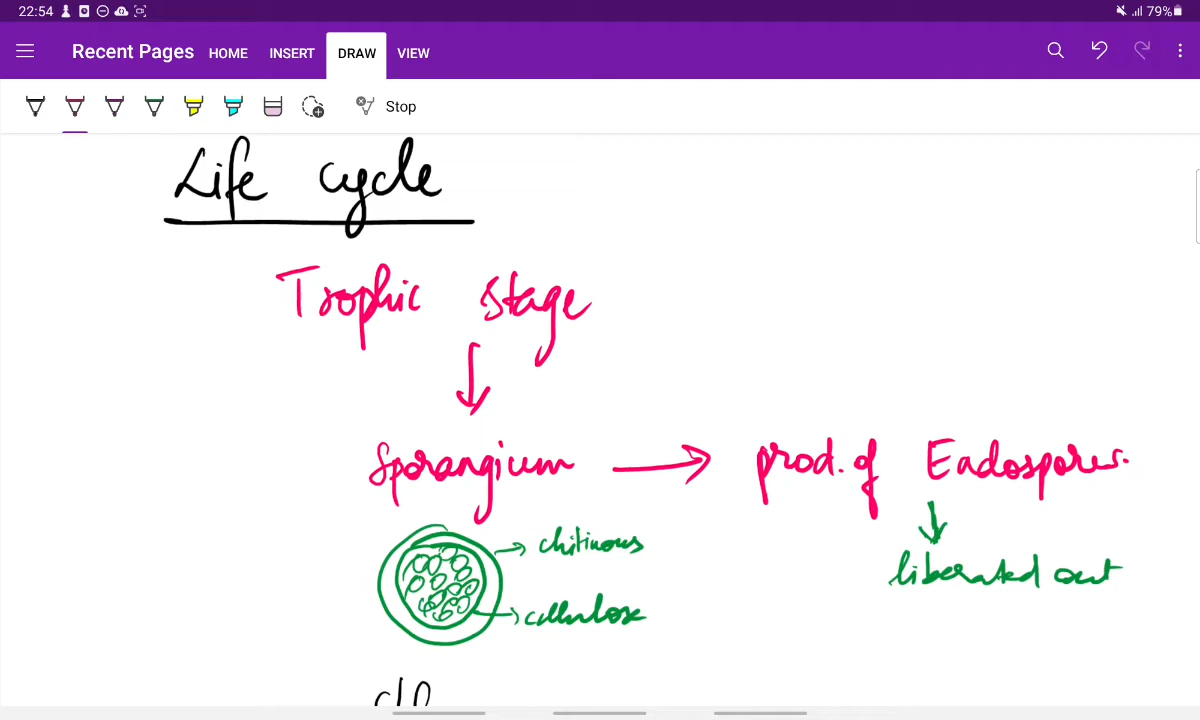 22:54 79%
Recent Pages HOME INSERT DRAW VIEW
Stop
Life cycle
Trophic stage
Sporangium → prod. of Endospores.
chitinous
liberated out
cellulose